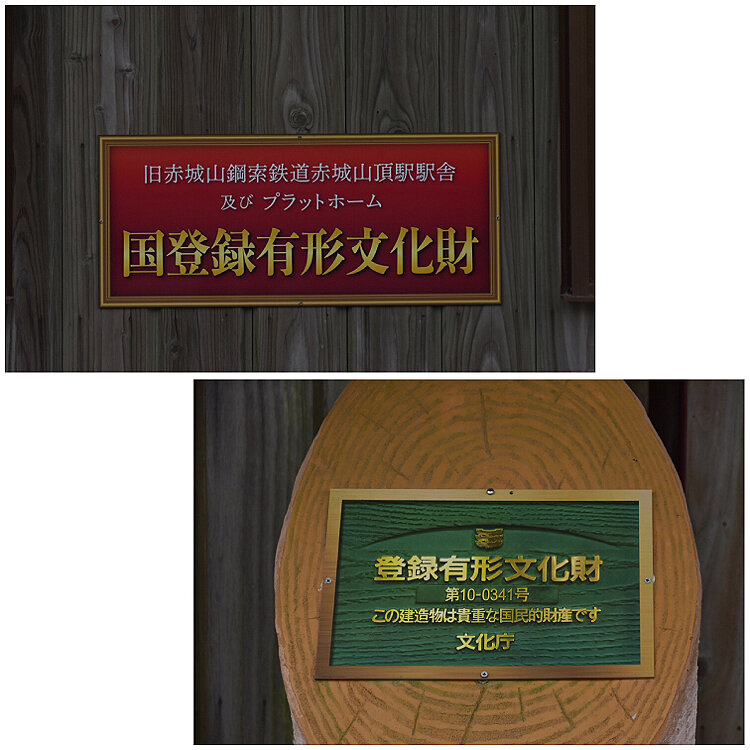 旧赤城山鋼索鉄道赤城山頂駅駅舎
及び プラットホーム
国登録有形文化財
登録有形文化財
第10-0341号
この建造物は貴重な国民的財産です
文化庁